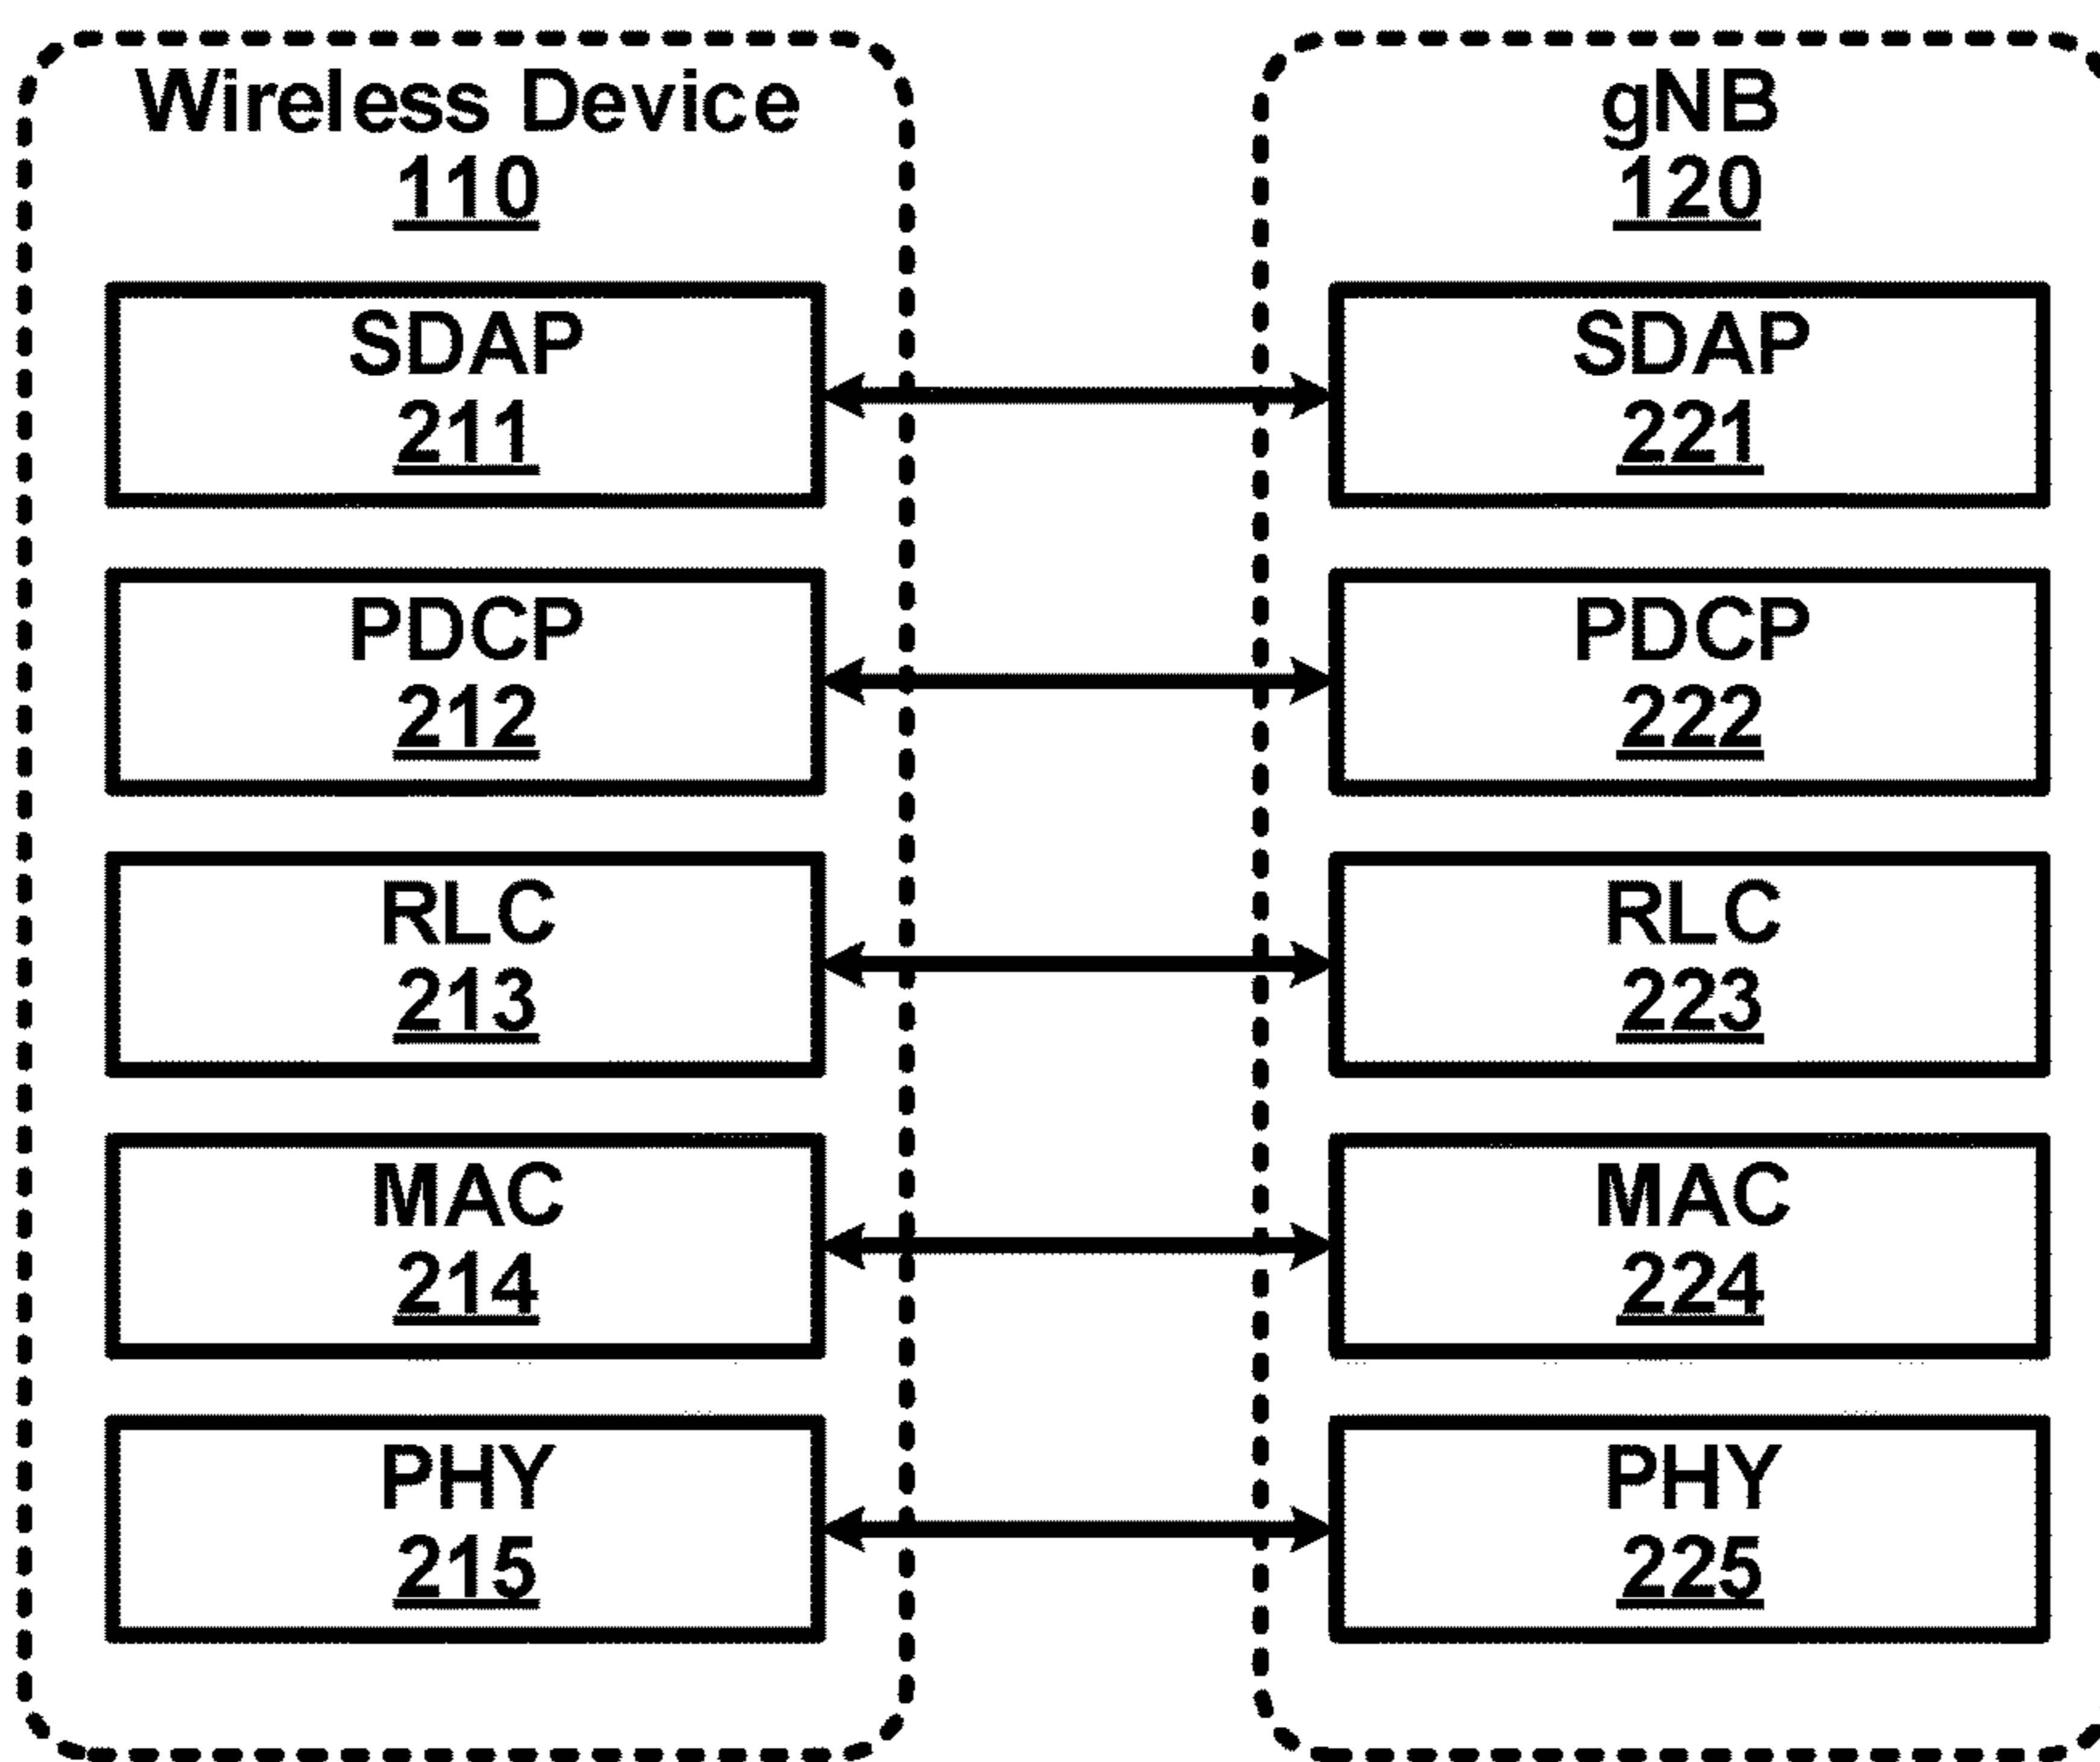 Wireless Device
110
SDAP
211
PDCP
212
RLC
213
MAC
214
PHY
215
gNB
120
SDAP
221
PDCP
222
RLC
223
MAC
224
PHY
225